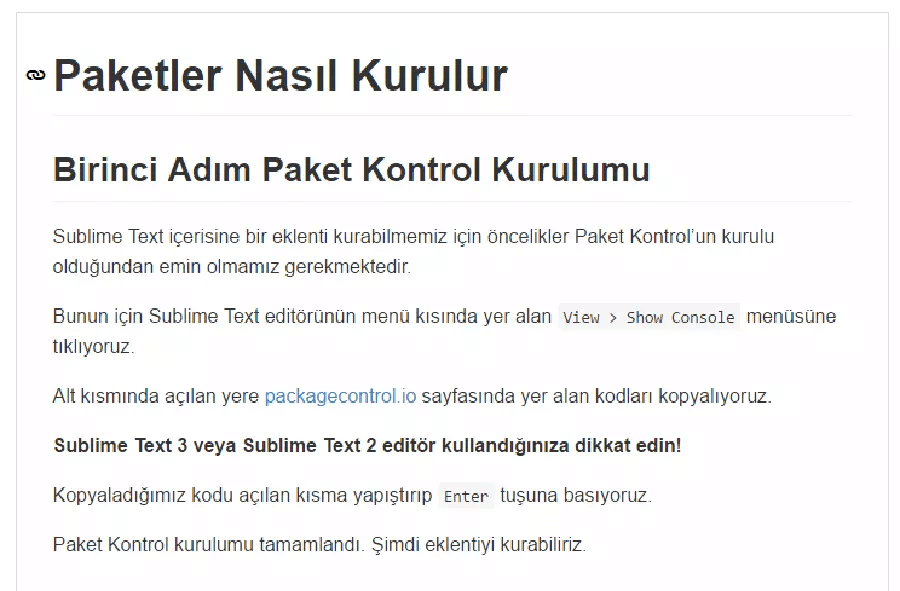 Paketler Nasıl Kurulur
Birinci Adım Paket Kontrol Kurulumu
Sublime Text içerisine bir eklenti kurabilmemiz için öncelikler Paket Kontrol'un kurulu
olduğundan emin olmamız gerekmektedir.
Bunun için Sublime Text editörünün menü kısında yer alan View > Show Console menüsüne
tıklıyoruz.
Alt kısmında açılan yere packagecontrol.io sayfasında yer alan kodları kopyalıyoruz.
Sublime Text 3 veya Sublime Text 2 editör kullandığınıza dikkat edin!
Kopyaladığımız kodu açılan kısma yapıştırıp Enter tuşuna basıyoruz.
Paket Kontrol kurulumu tamamlandı. Şimdi eklentiyi kurabiliriz.